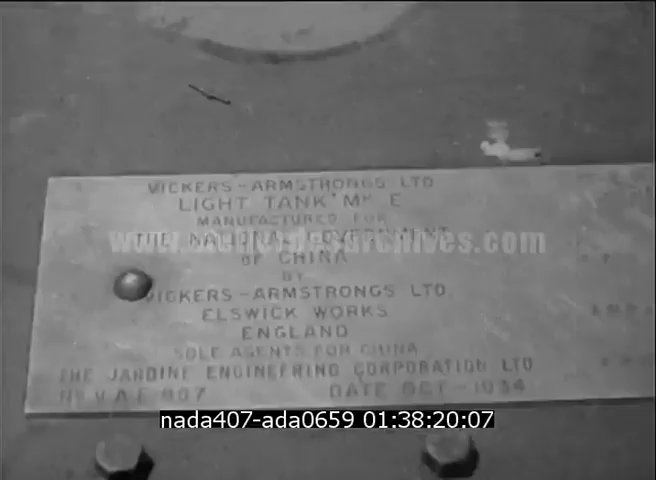 VICKERS-ARMSTRONGS LTD
LIGHT TANK MK E
MANUFACTURED FOR
THE NATIONAL GOVERNMENT
OF CHINA
BY
VICKERS-ARMSTRONGS LTD
ELSWICK WORKS
ENGLAND
SOLE AGENTS FOR CHINA
THE JARDINE ENGINEERING CORPORATION LTD
No V.A.E. 807 DATE OCT-1934
nada407-ada0659 01:38:20:07